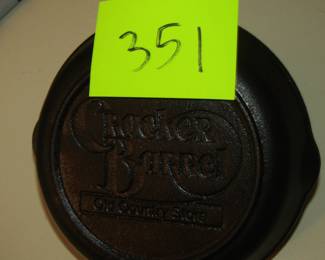 351
Cracker
Barrel
Old Country Store